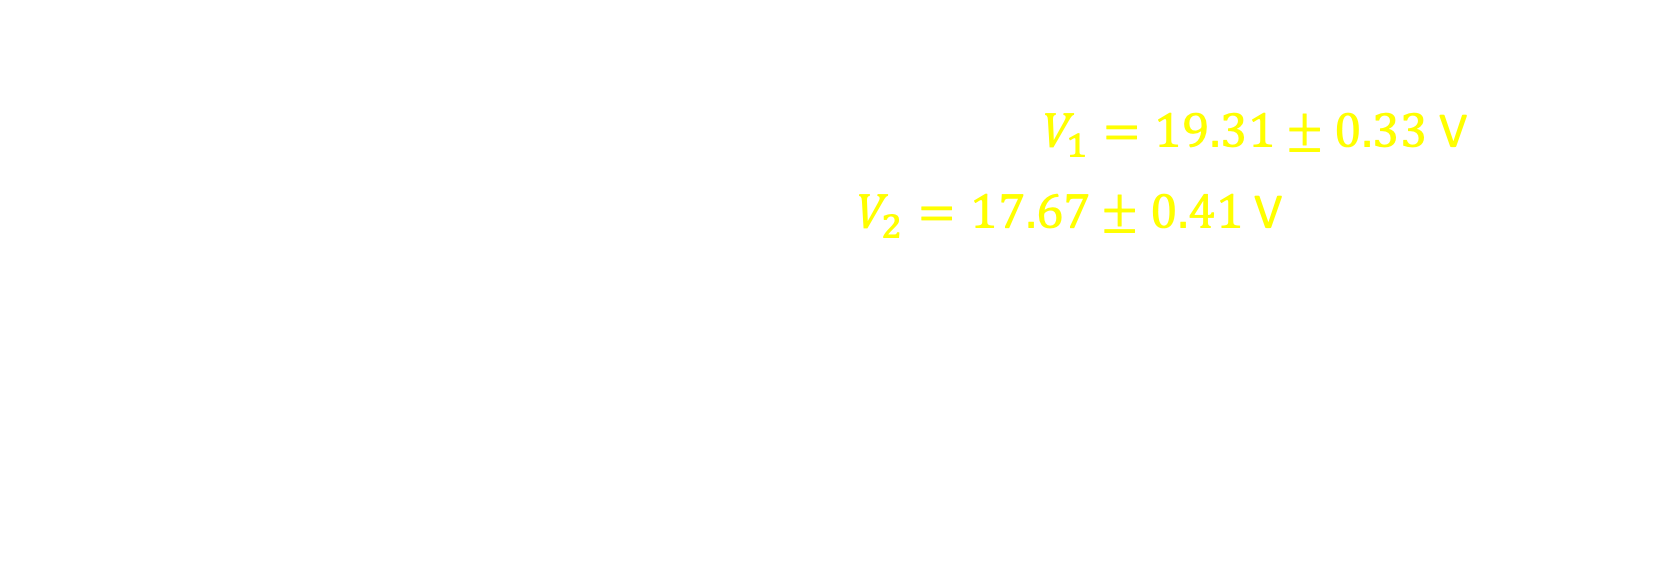 V₁ = 19.31 ± 0.33 V
V₂ = 17.67 ± 0.41 V